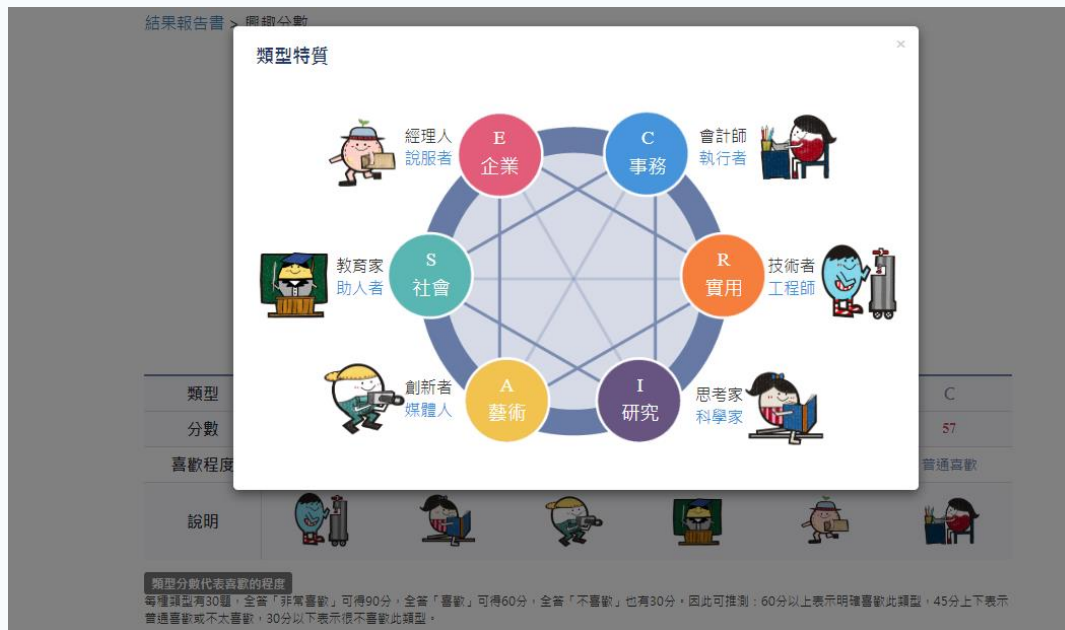 結果報告書 > 興趣分數
類型特質
×
E
企業
經理人
說服者
C
事務
會計師
執行者
S
社會
教育家
助人者
R
實用
技術者
工程師
A
藝術
創新者
媒體人
I
研究
思考家
科學家
類型
C
分數
57
喜歡程度
普通喜歡
說明
類型分數代表喜歡的程度
每種類型有30題，全答「非常喜歡」可得90分，全答「喜歡」可得60分，全答「不喜歡」也有30分。因此可推測：60分以上表示明確喜歡此類型，45分上下表示
普通喜歡或不太喜歡，30分以下表示很不喜歡此類型。